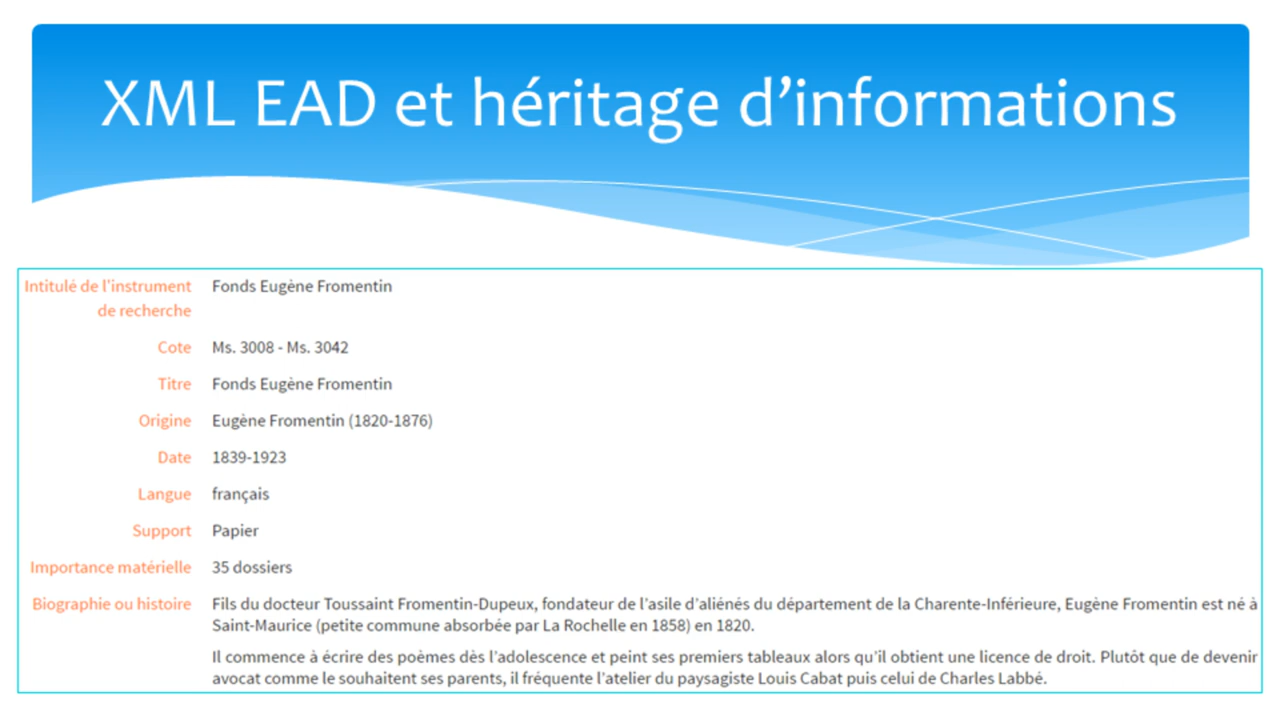 XML EAD et héritage d’informations
Intitulé de l'instrument Fonds Eugène Fromentin
de recherche
Cote Ms. 3008 - Ms. 3042
Titre Fonds Eugène Fromentin
Origine Eugène Fromentin (1820-1876)
Date 1839-1923
Langue français
Support Papier
Importance matérielle 35 dossiers
Biographie ou histoire Fils du docteur Toussaint Fromentin-Dupeux, fondateur de l'asile d'aliénés du département de la Charente-Inférieure, Eugène Fromentin est né à
Saint-Maurice (petite commune absorbée par La Rochelle en 1858) en 1820.
Il commence à écrire des poèmes dès l'adolescence et peint ses premiers tableaux alors qu'il obtient une licence de droit. Plutôt que de devenir
avocat comme le souhaitent ses parents, il fréquente l'atelier du paysagiste Louis Cabat puis celui de Charles Labbé.